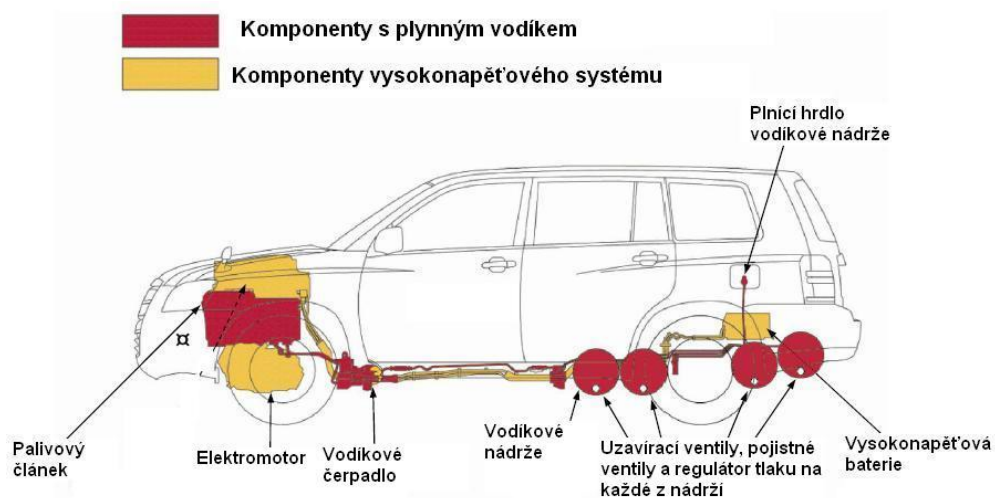 Komponenty s plynným vodíkem
Komponenty vysokonapěťového systému
Plnící hrdlo
vodíkové nádrže
Palivový
článek
Elektromotor
Vodíkové
čerpadlo
Vodíkové
nádrže
Uzavírací ventily, pojistné
ventily a regulátor tlaku na
každé z nádrží
Vysokonapěťová
baterie